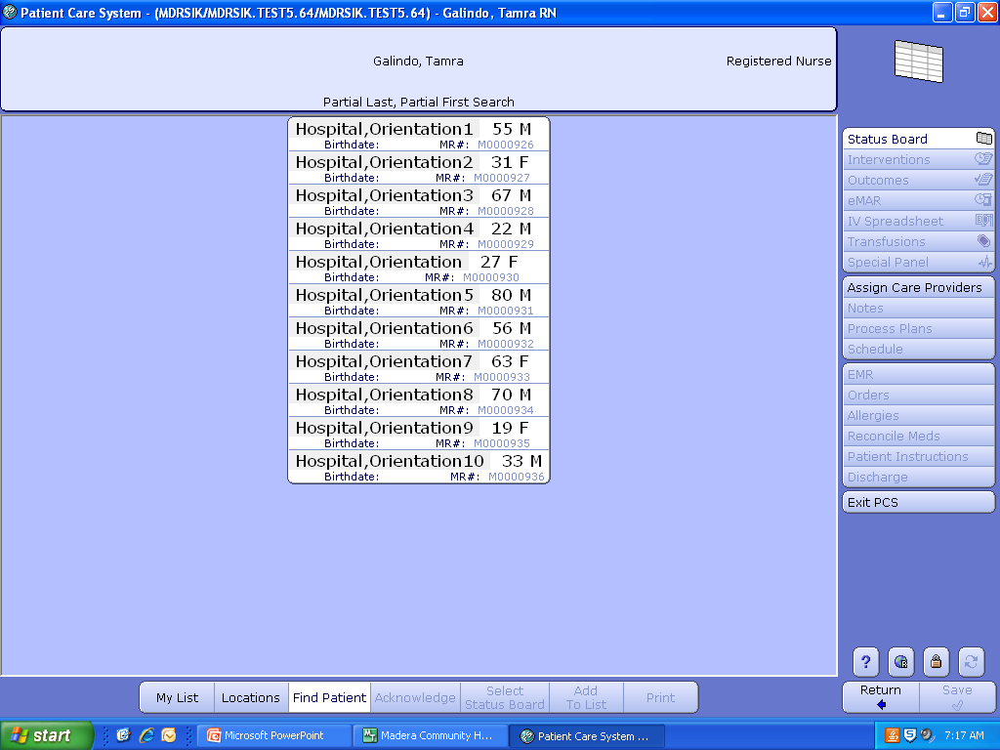 Patient Care System - (MDRSIK/MDRSIK.TEST5.64/MDRSIK.TEST5.64) - Galindo, Tamra RN
Galindo, Tamra
Registered Nurse
Partial Last, Partial First Search
Hospital,Orientation1 55 M
Birthdate: MR#: M0000926
Hospital,Orientation2 31 F
Birthdate: MR#: M0000927
Hospital,Orientation3 67 M
Birthdate: MR#: M0000928
Hospital,Orientation4 22 M
Birthdate: MR#: M0000929
Hospital,Orientation 27 F
Birthdate: MR#: M0000930
Hospital,Orientation5 80 M
Birthdate: MR#: M0000931
Hospital,Orientation6 56 M
Birthdate: MR#: M0000932
Hospital,Orientation7 63 F
Birthdate: MR#: M0000933
Hospital,Orientation8 70 M
Birthdate: MR#: M0000934
Hospital,Orientation9 19 F
Birthdate: MR#: M0000935
Hospital,Orientation10 33 M
Birthdate: MR#: M0000936
Status Board
Interventions
Outcomes
eMAR
IV Spreadsheet
Transfusions
Special Panel
Assign Care Providers
Notes
Process Plans
Schedule
EMR
Orders
Allergies
Reconcile Meds
Patient Instructions
Discharge
Exit PCS
?
Return
Save
My List
Locations
Find Patient
Acknowledge
Select
Status Board
Add
To List
Print
start
Microsoft PowerPoint
Madera Community H...
Patient Care System ...
7:17 AM